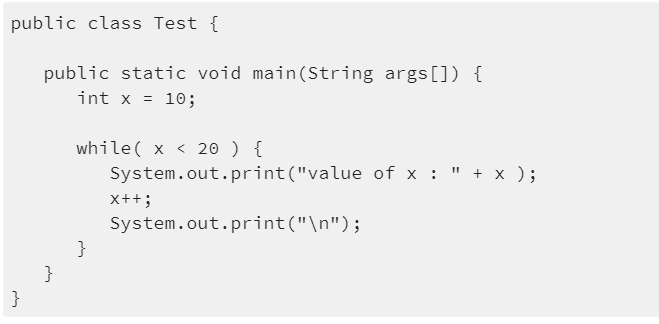 public class Test {
   public static void main(String args[]) {
      int x = 10;
      while( x < 20 ) {
         System.out.print("value of x : " + x );
         x++;
         System.out.print("\n");
      }
   }
}